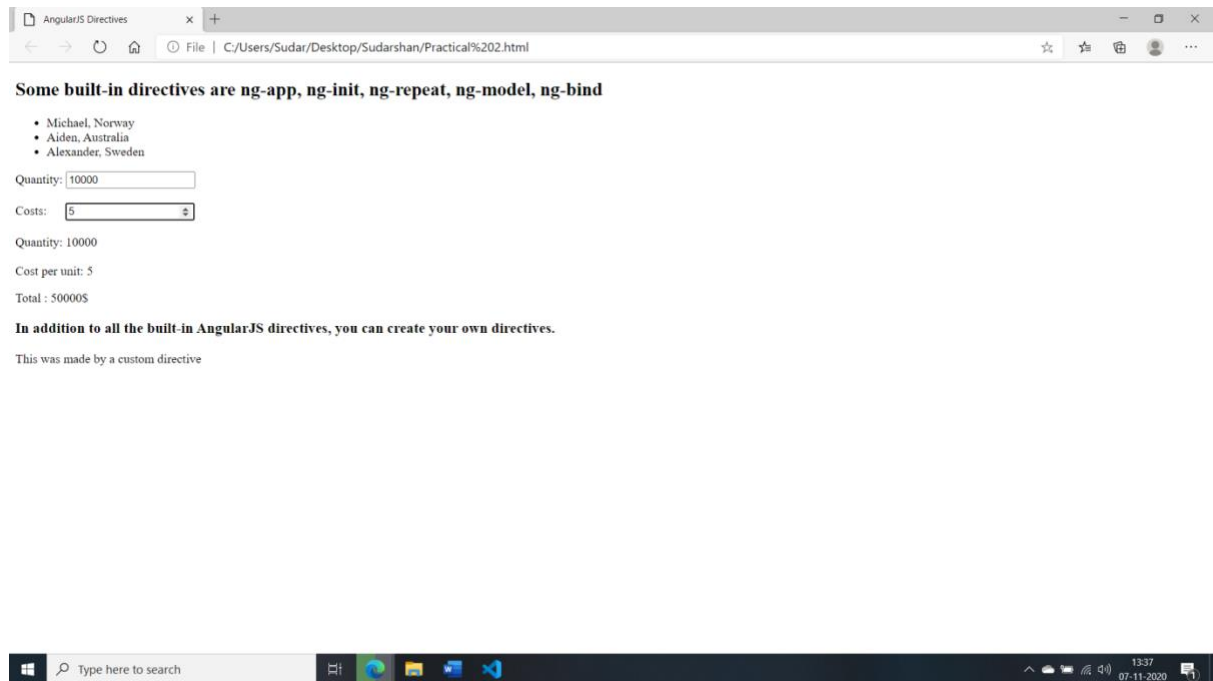 AngularJS Directives
File | C:/Users/Sudar/Desktop/Sudarshan/Practical%202.html
Some built-in directives are ng-app, ng-init, ng-repeat, ng-model, ng-bind
Michael, Norway
Aiden, Australia
Alexander, Sweden
Quantity: 10000
Costs: 5
Quantity: 10000
Cost per unit: 5
Total : 50000$
In addition to all the built-in AngularJS directives, you can create your own directives.
This was made by a custom directive
Type here to search
13:37
07-11-2020